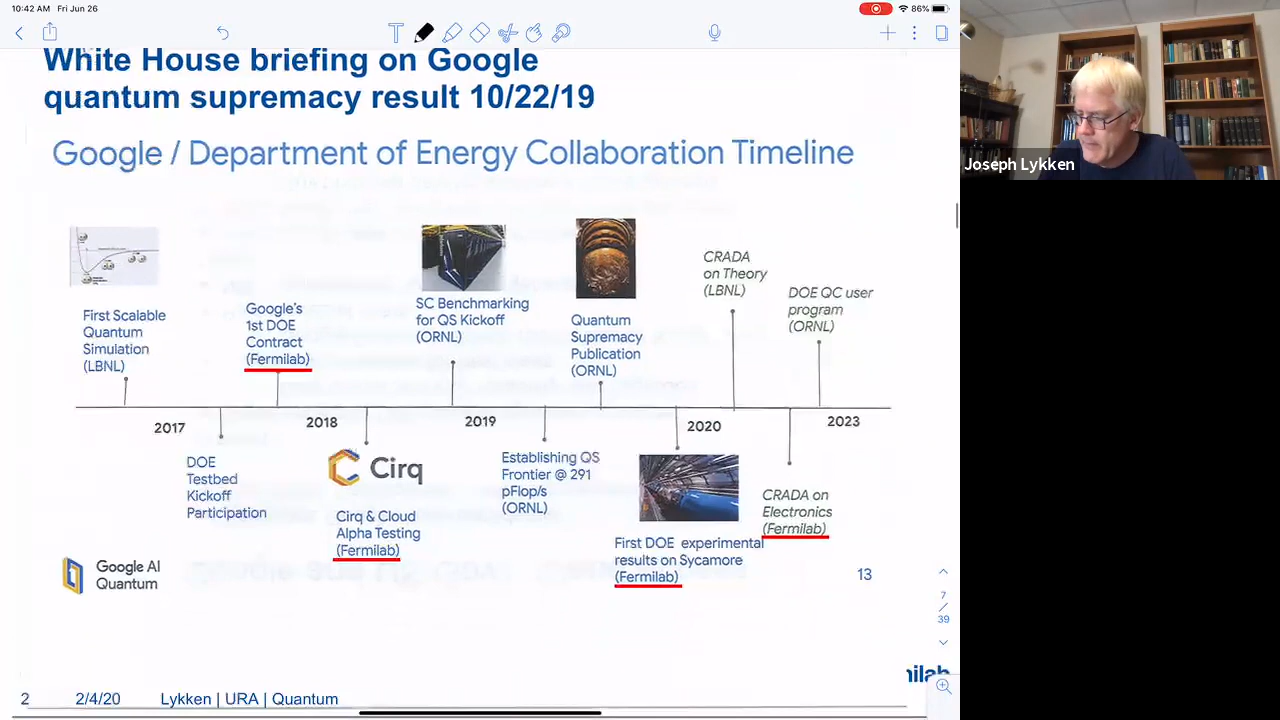 10:42 AM Fri Jun 26
86%
White House briefing on Google
quantum supremacy result 10/22/19
Google / Department of Energy Collaboration Timeline
Joseph Lykken
First Scalable
Quantum
Simulation
(LBNL)
Google's
1st DOE
Contract
(Fermilab)
SC Benchmarking
for QS Kickoff
(ORNL)
Quantum
Supremacy
Publication
(ORNL)
CRADA
on Theory
(LBNL)
DOE QC user
program
(ORNL)
2017
2018
2019
2020
2023
DOE
Testbed
Kickoff
Participation
Cirq
Cirq & Cloud
Alpha Testing
(Fermilab)
Establishing QS
Frontier @ 291
pFlop/s
(ORNL)
First DOE experimental
results on Sycamore
(Fermilab)
CRADA on
Electronics
(Fermilab)
Google AI
Quantum
13
7
/
39
nilab
2 2/4/20 Lykken | URA | Quantum